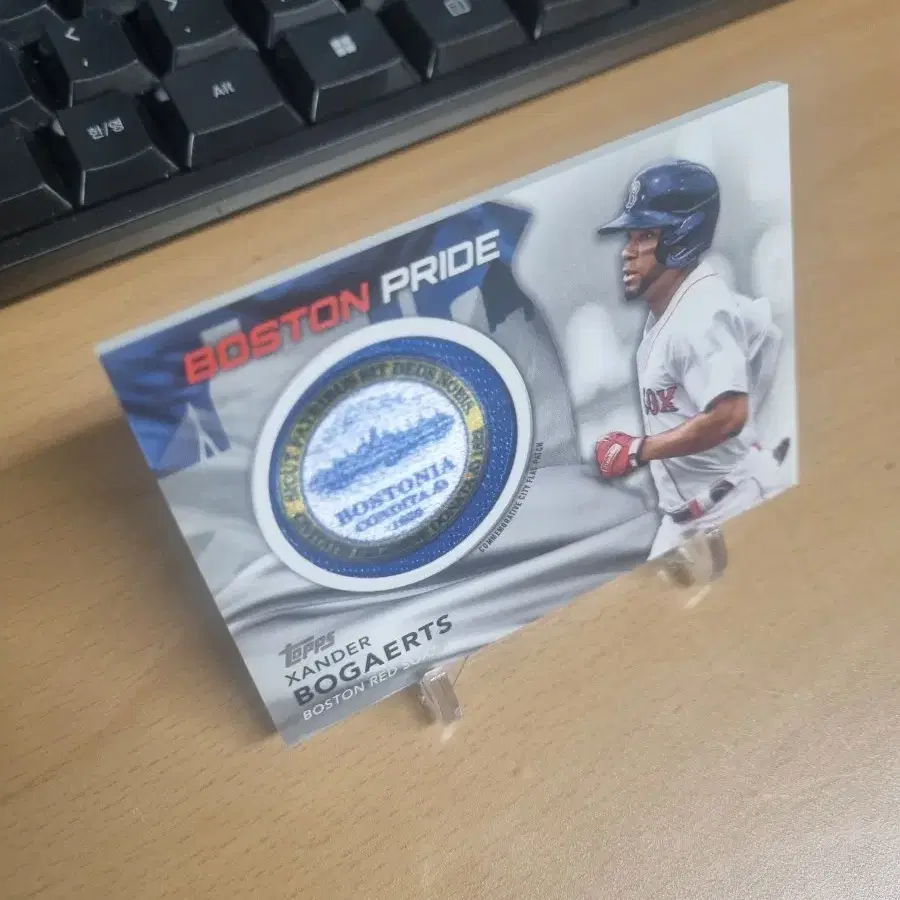 Alt
한/영
BOSTON PRIDE
SICUT PATRIBUS SIT DEUS NOBIS
BOSTONIA
CONDITA A.D.
COMMEMORATIVE CITY FLAG PATCH
topps
XANDER
BOGAERTS
BOSTON RED SOX
SOX